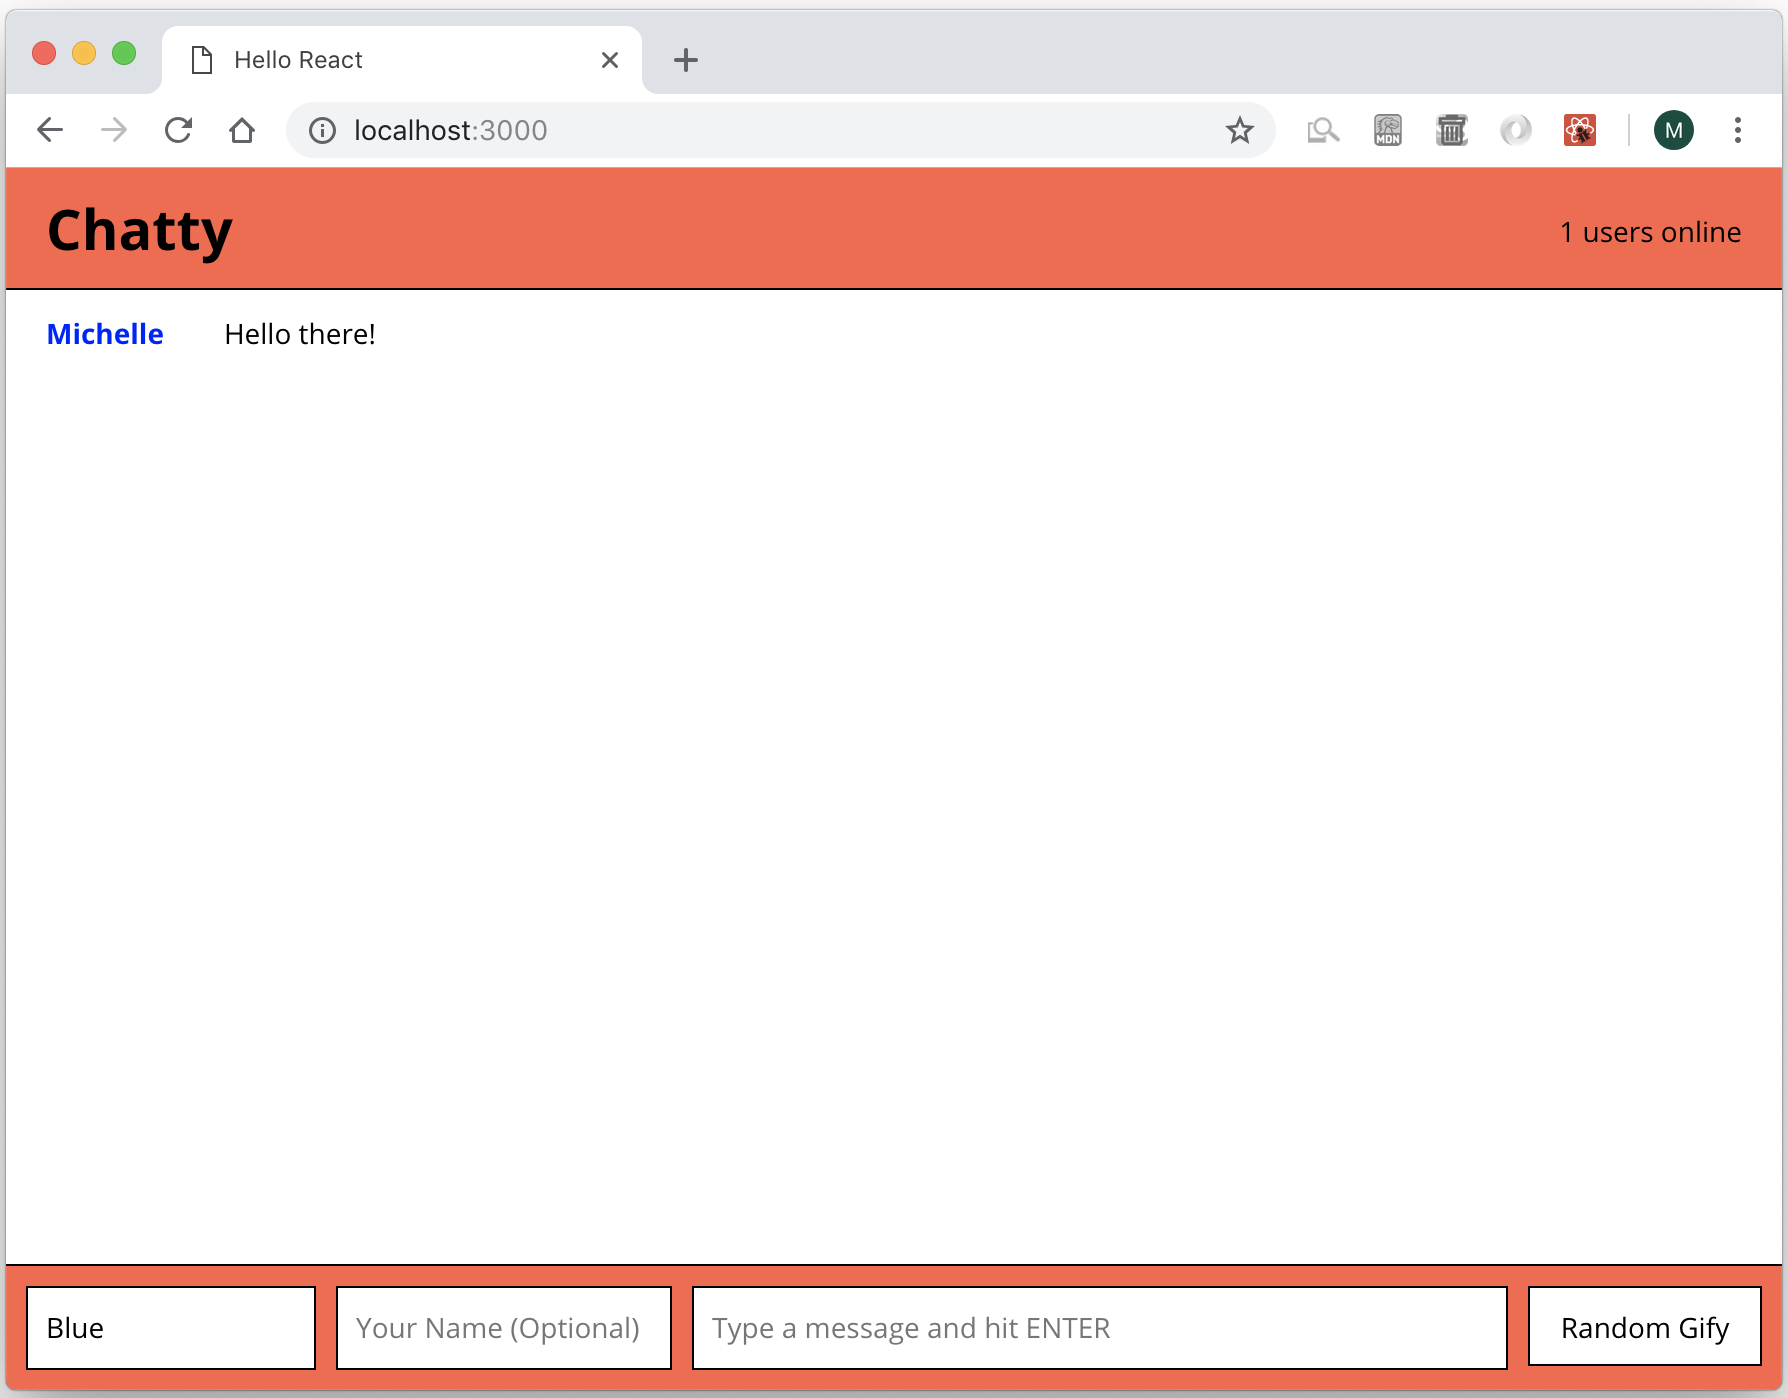 Hello React
localhost:3000
MDN
M
Chatty
1 users online
Michelle Hello there!
Blue
Your Name (Optional)
Type a message and hit ENTER
Random Gify